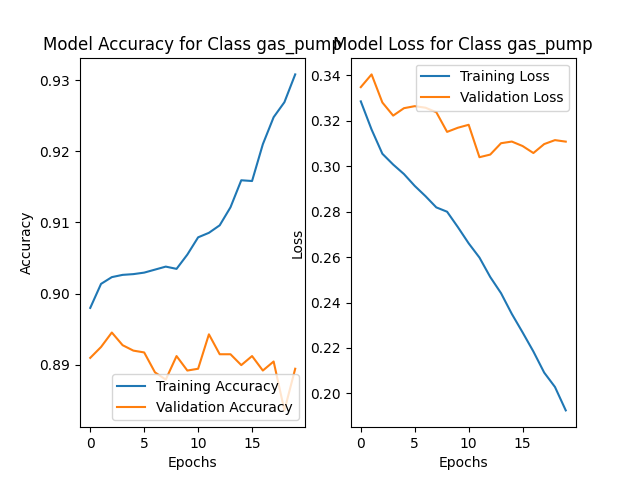 Model Accuracy for Class gas_pump
Model Loss for Class gas_pump
0.93
0.92
0.91
0.90
0.89
Accuracy
0
5
10
15
Epochs
Training Accuracy
Validation Accuracy
0.34
0.32
0.30
0.28
0.26
0.24
0.22
0.20
Loss
0
5
10
15
Epochs
Training Loss
Validation Loss